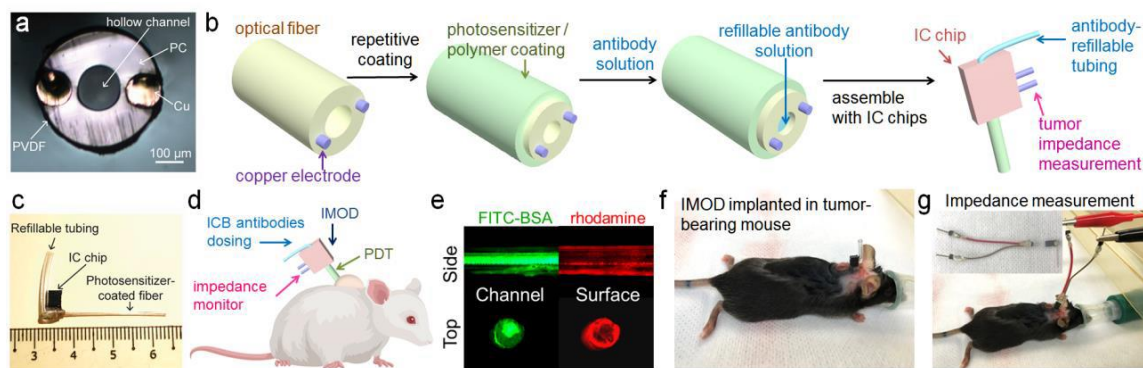 a
hollow channel
PC
Cu
PVDF
100 µm
b
optical fiber
copper electrode
repetitive
coating
photosensitizer /
polymer coating
antibody
solution
refillable antibody
solution
assemble
with IC chips
IC chip
antibody-
refillable
tubing
tumor
impedance
measurement
c
Refillable tubing
IC chip
Photosensitizer-
coated fiber
3 4 5 6
d
ICB antibodies
dosing
IMOD
PDT
impedance
monitor
e
FITC-BSA rhodamine
Side
Channel Surface
Top
f
IMOD implanted in tumor-
bearing mouse
g
Impedance measurement